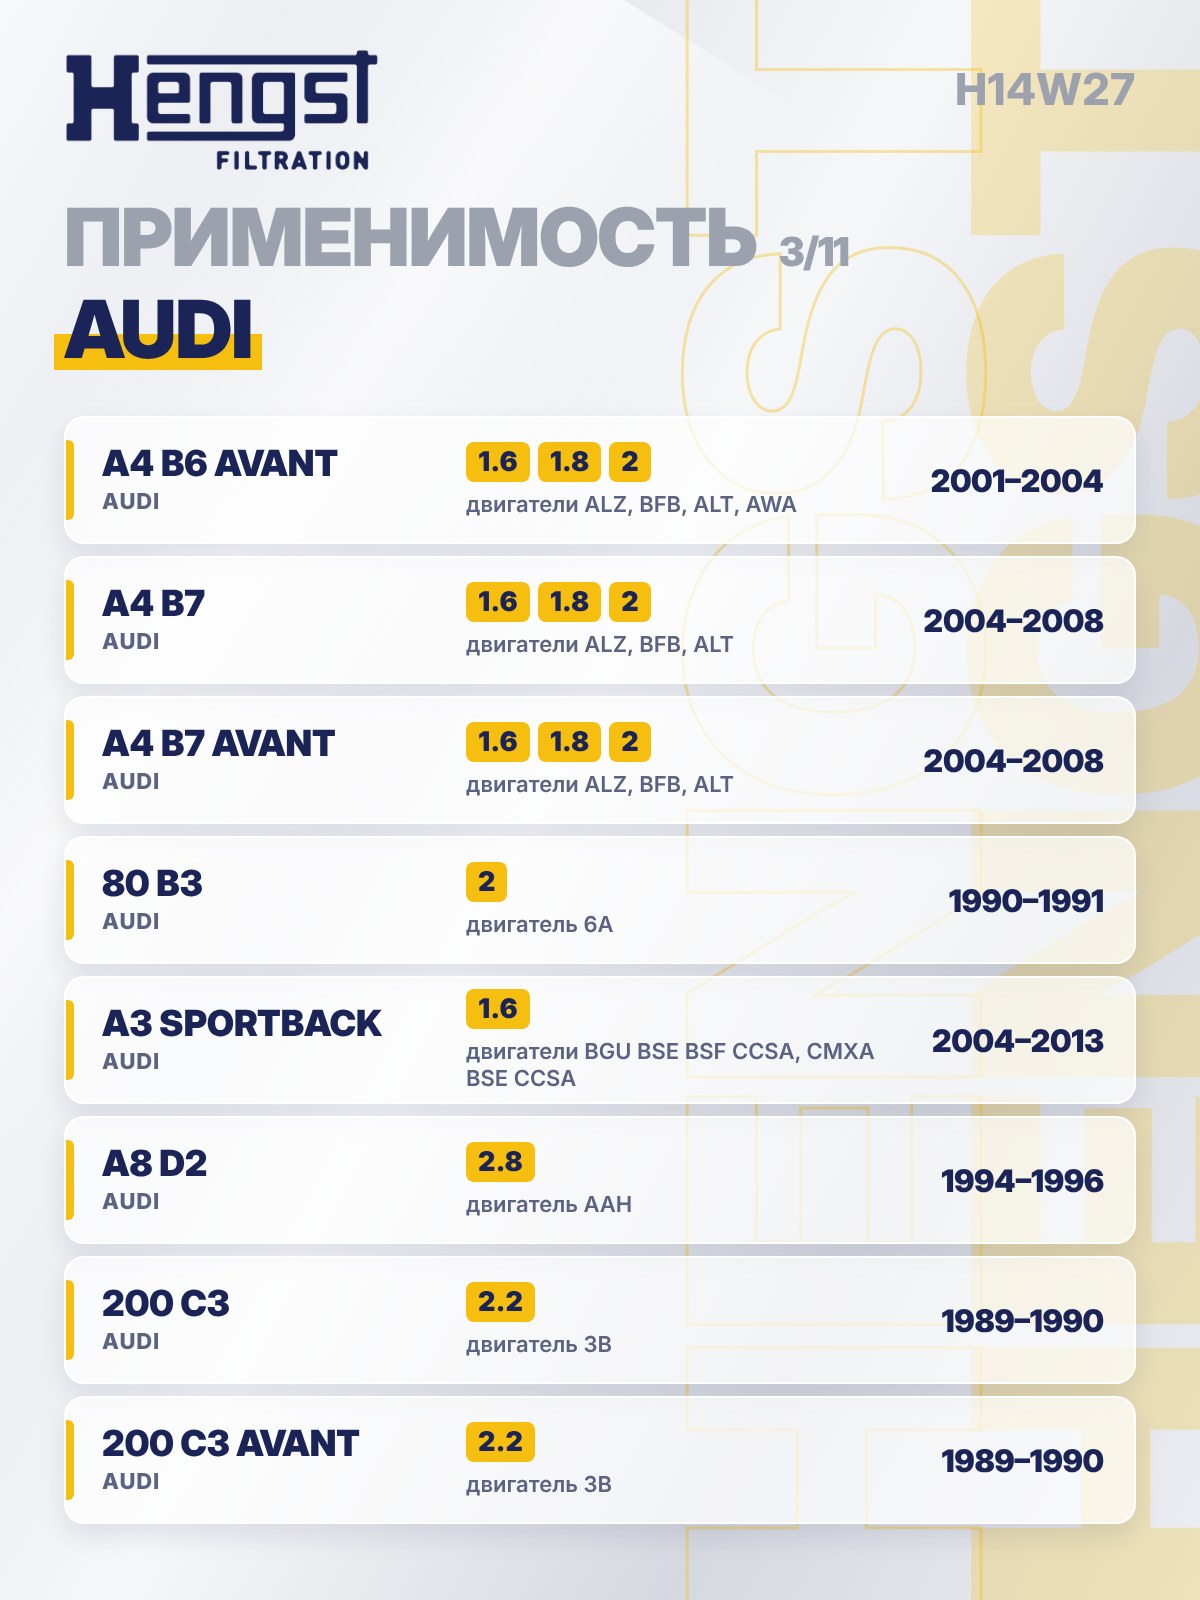 Hengst
FILTRATION
H14W27
ПРИМЕНИМОСТЬ 3/11
AUDI
A4 B6 AVANT
AUDI
1.6 1.8 2
двигатели ALZ, BFB, ALT, AWA
2001–2004
A4 B7
AUDI
1.6 1.8 2
двигатели ALZ, BFB, ALT
2004–2008
A4 B7 AVANT
AUDI
1.6 1.8 2
двигатели ALZ, BFB, ALT
2004–2008
80 B3
AUDI
2
двигатель 6A
1990–1991
A3 SPORTBACK
AUDI
1.6
двигатели BGU BSE BSF CCSA, CMXA
BSE CCSA
2004–2013
A8 D2
AUDI
2.8
двигатель AAH
1994–1996
200 C3
AUDI
2.2
двигатель 3B
1989–1990
200 C3 AVANT
AUDI
2.2
двигатель 3B
1989–1990
HENGST
HENGST